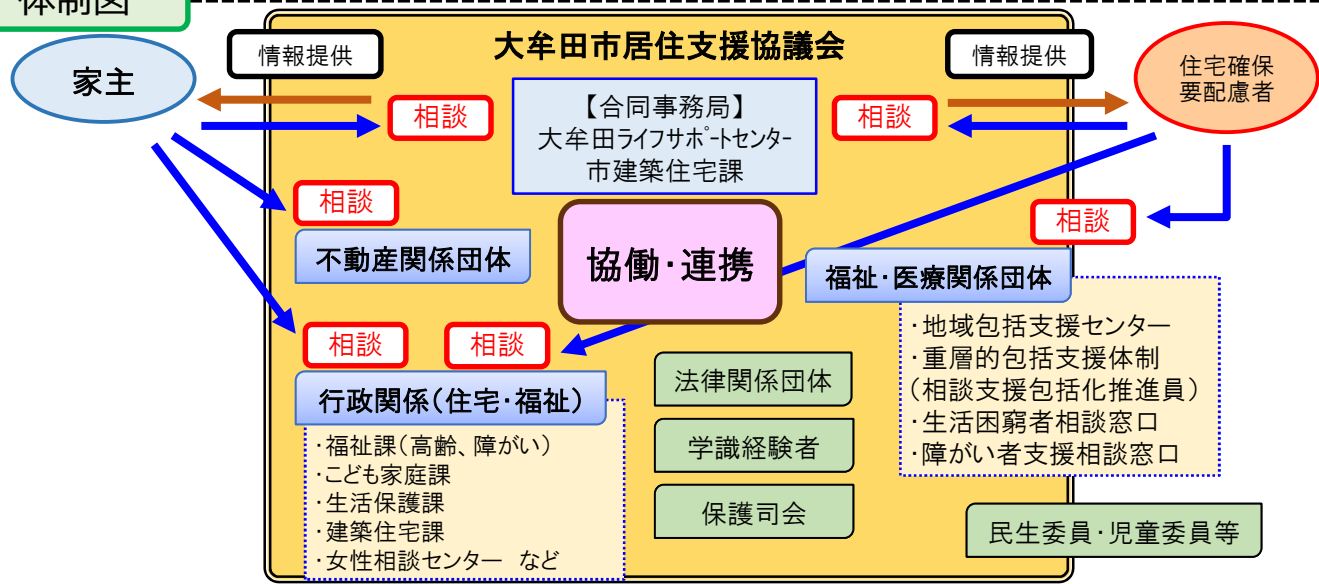 体制図
大牟田市居住支援協議会
家主
情報提供
相談
【合同事務局】
大牟田ライフサポートセンター
市建築住宅課
情報提供
相談
住宅確保
要配慮者
相談
不動産関係団体
協働・連携
相談
福祉・医療関係団体
・地域包括支援センター
・重層的包括支援体制
(相談支援包括化推進員)
・生活困窮者相談窓口
・障がい者支援相談窓口
相談
相談
行政関係(住宅・福祉)
・福祉課(高齢、障がい)
・こども家庭課
・生活保護課
・建築住宅課
・女性相談センター など
法律関係団体
学識経験者
保護司会
民生委員・児童委員等